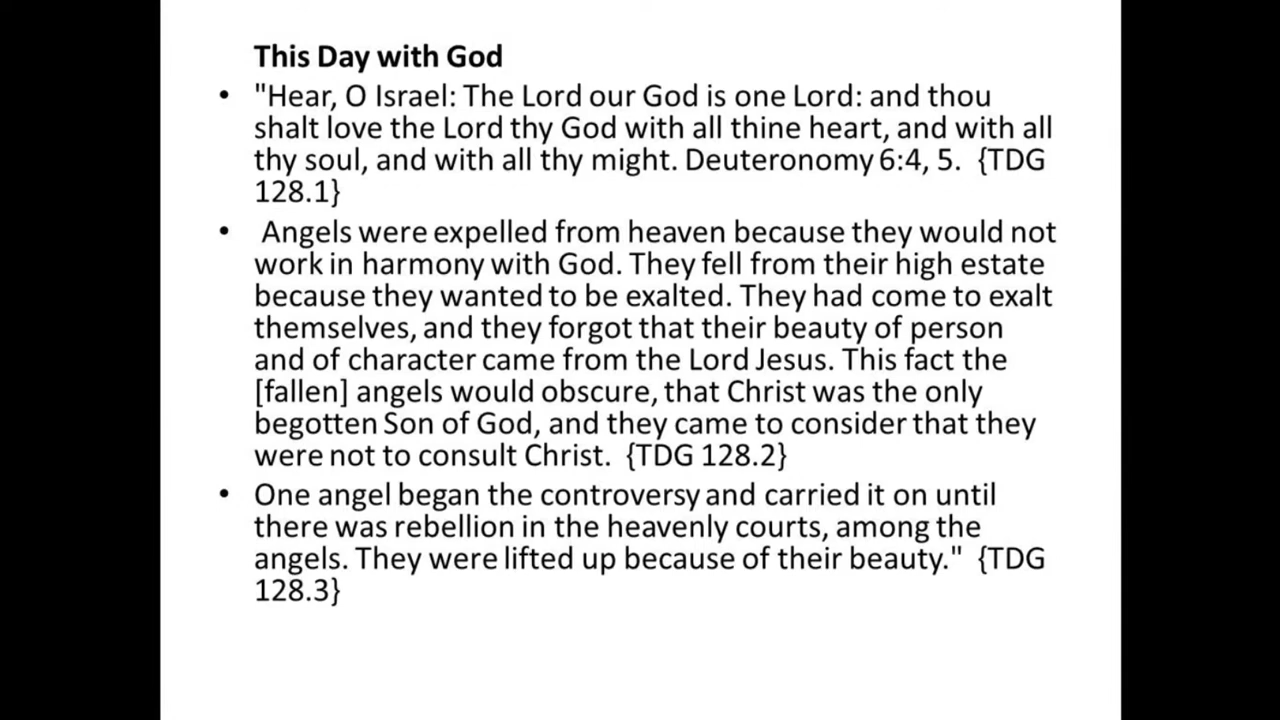 This Day with God
• "Hear, O Israel: The Lord our God is one Lord: and thou
shalt love the Lord thy God with all thine heart, and with all
thy soul, and with all thy might. Deuteronomy 6:4, 5. {TDG
128.1}
• Angels were expelled from heaven because they would not
work in harmony with God. They fell from their high estate
because they wanted to be exalted. They had come to exalt
themselves, and they forgot that their beauty of person
and of character came from the Lord Jesus. This fact the
[fallen] angels would obscure, that Christ was the only
begotten Son of God, and they came to consider that they
were not to consult Christ. {TDG 128.2}
• One angel began the controversy and carried it on until
there was rebellion in the heavenly courts, among the
angels. They were lifted up because of their beauty." {TDG
128.3}